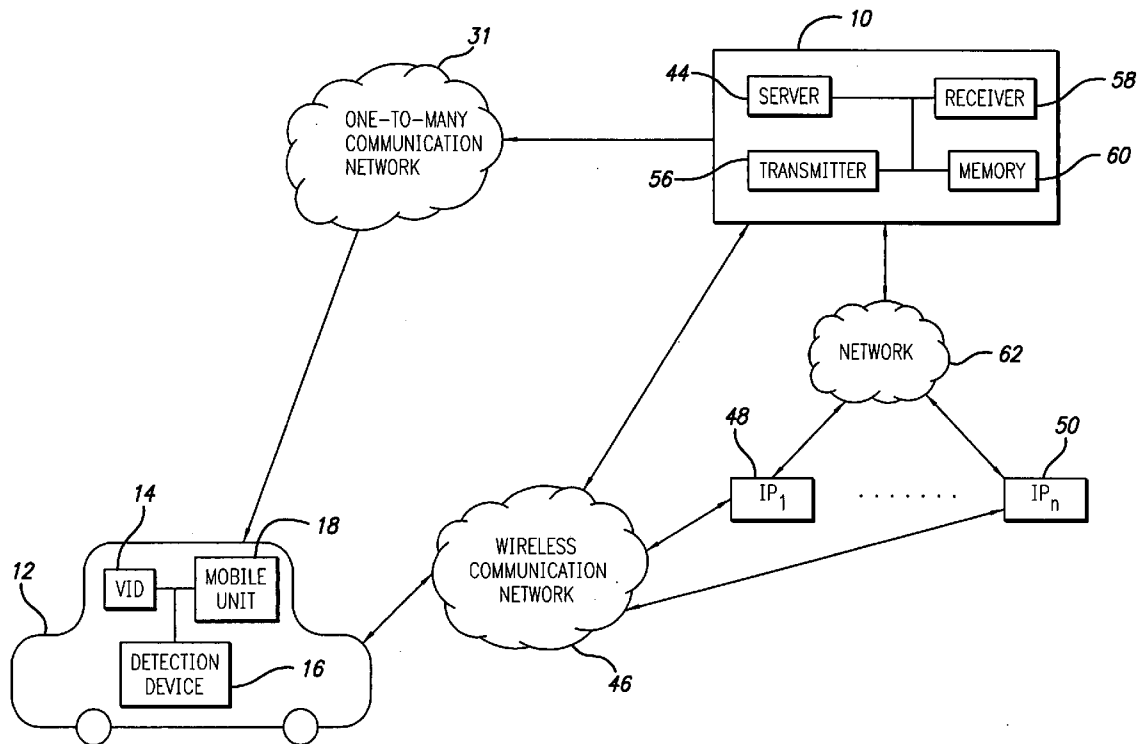 10
31
44
SERVER
RECEIVER
58
ONE-TO-MANY
COMMUNICATION
NETWORK
56
TRANSMITTER
MEMORY
60
NETWORK
62
48
50
IP1
. . . . . . .
IPn
14
18
12
VID
MOBILE
UNIT
WIRELESS
COMMUNICATION
NETWORK
DETECTION
DEVICE
16
46